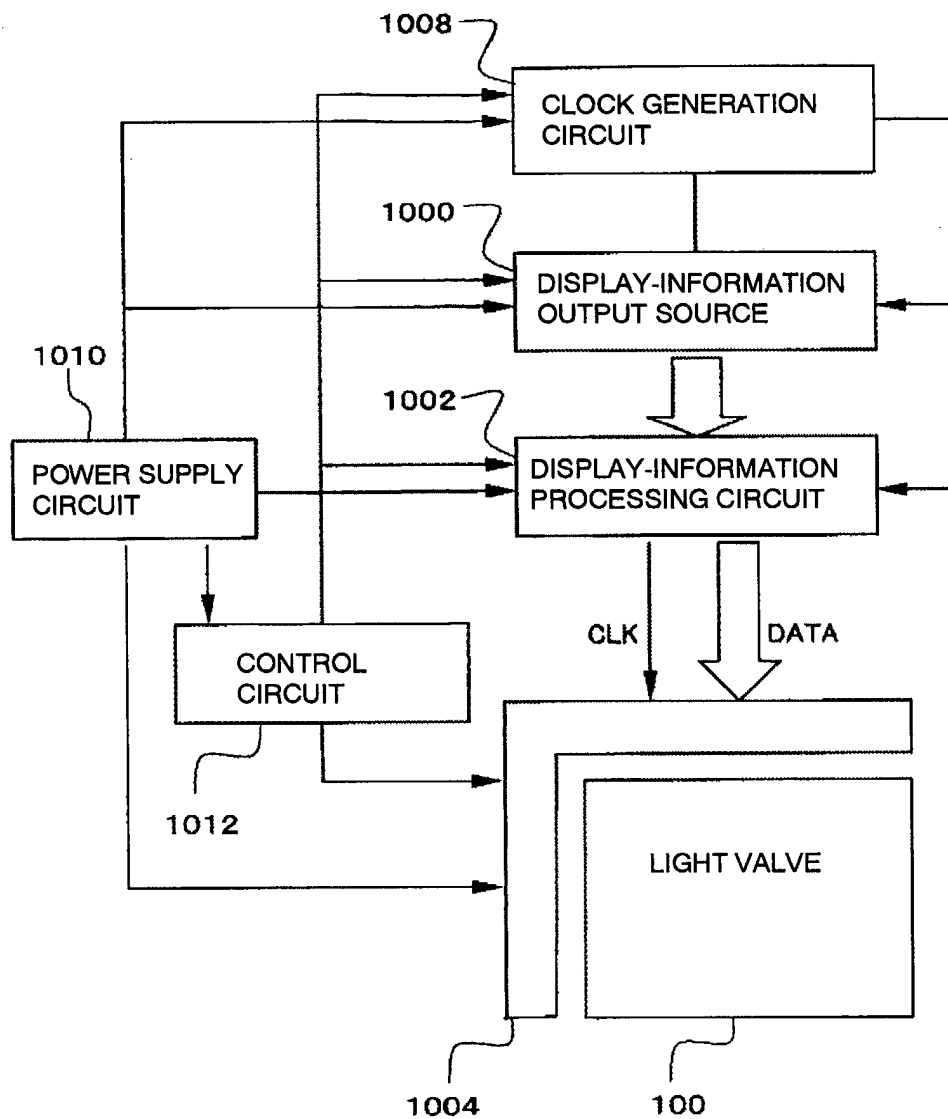 1008
CLOCK GENERATION
CIRCUIT
1000
DISPLAY-INFORMATION
OUTPUT SOURCE
1010
1002
POWER SUPPLY
CIRCUIT
DISPLAY-INFORMATION
PROCESSING CIRCUIT
CLK
DATA
CONTROL
CIRCUIT
1012
LIGHT VALVE
1004
100